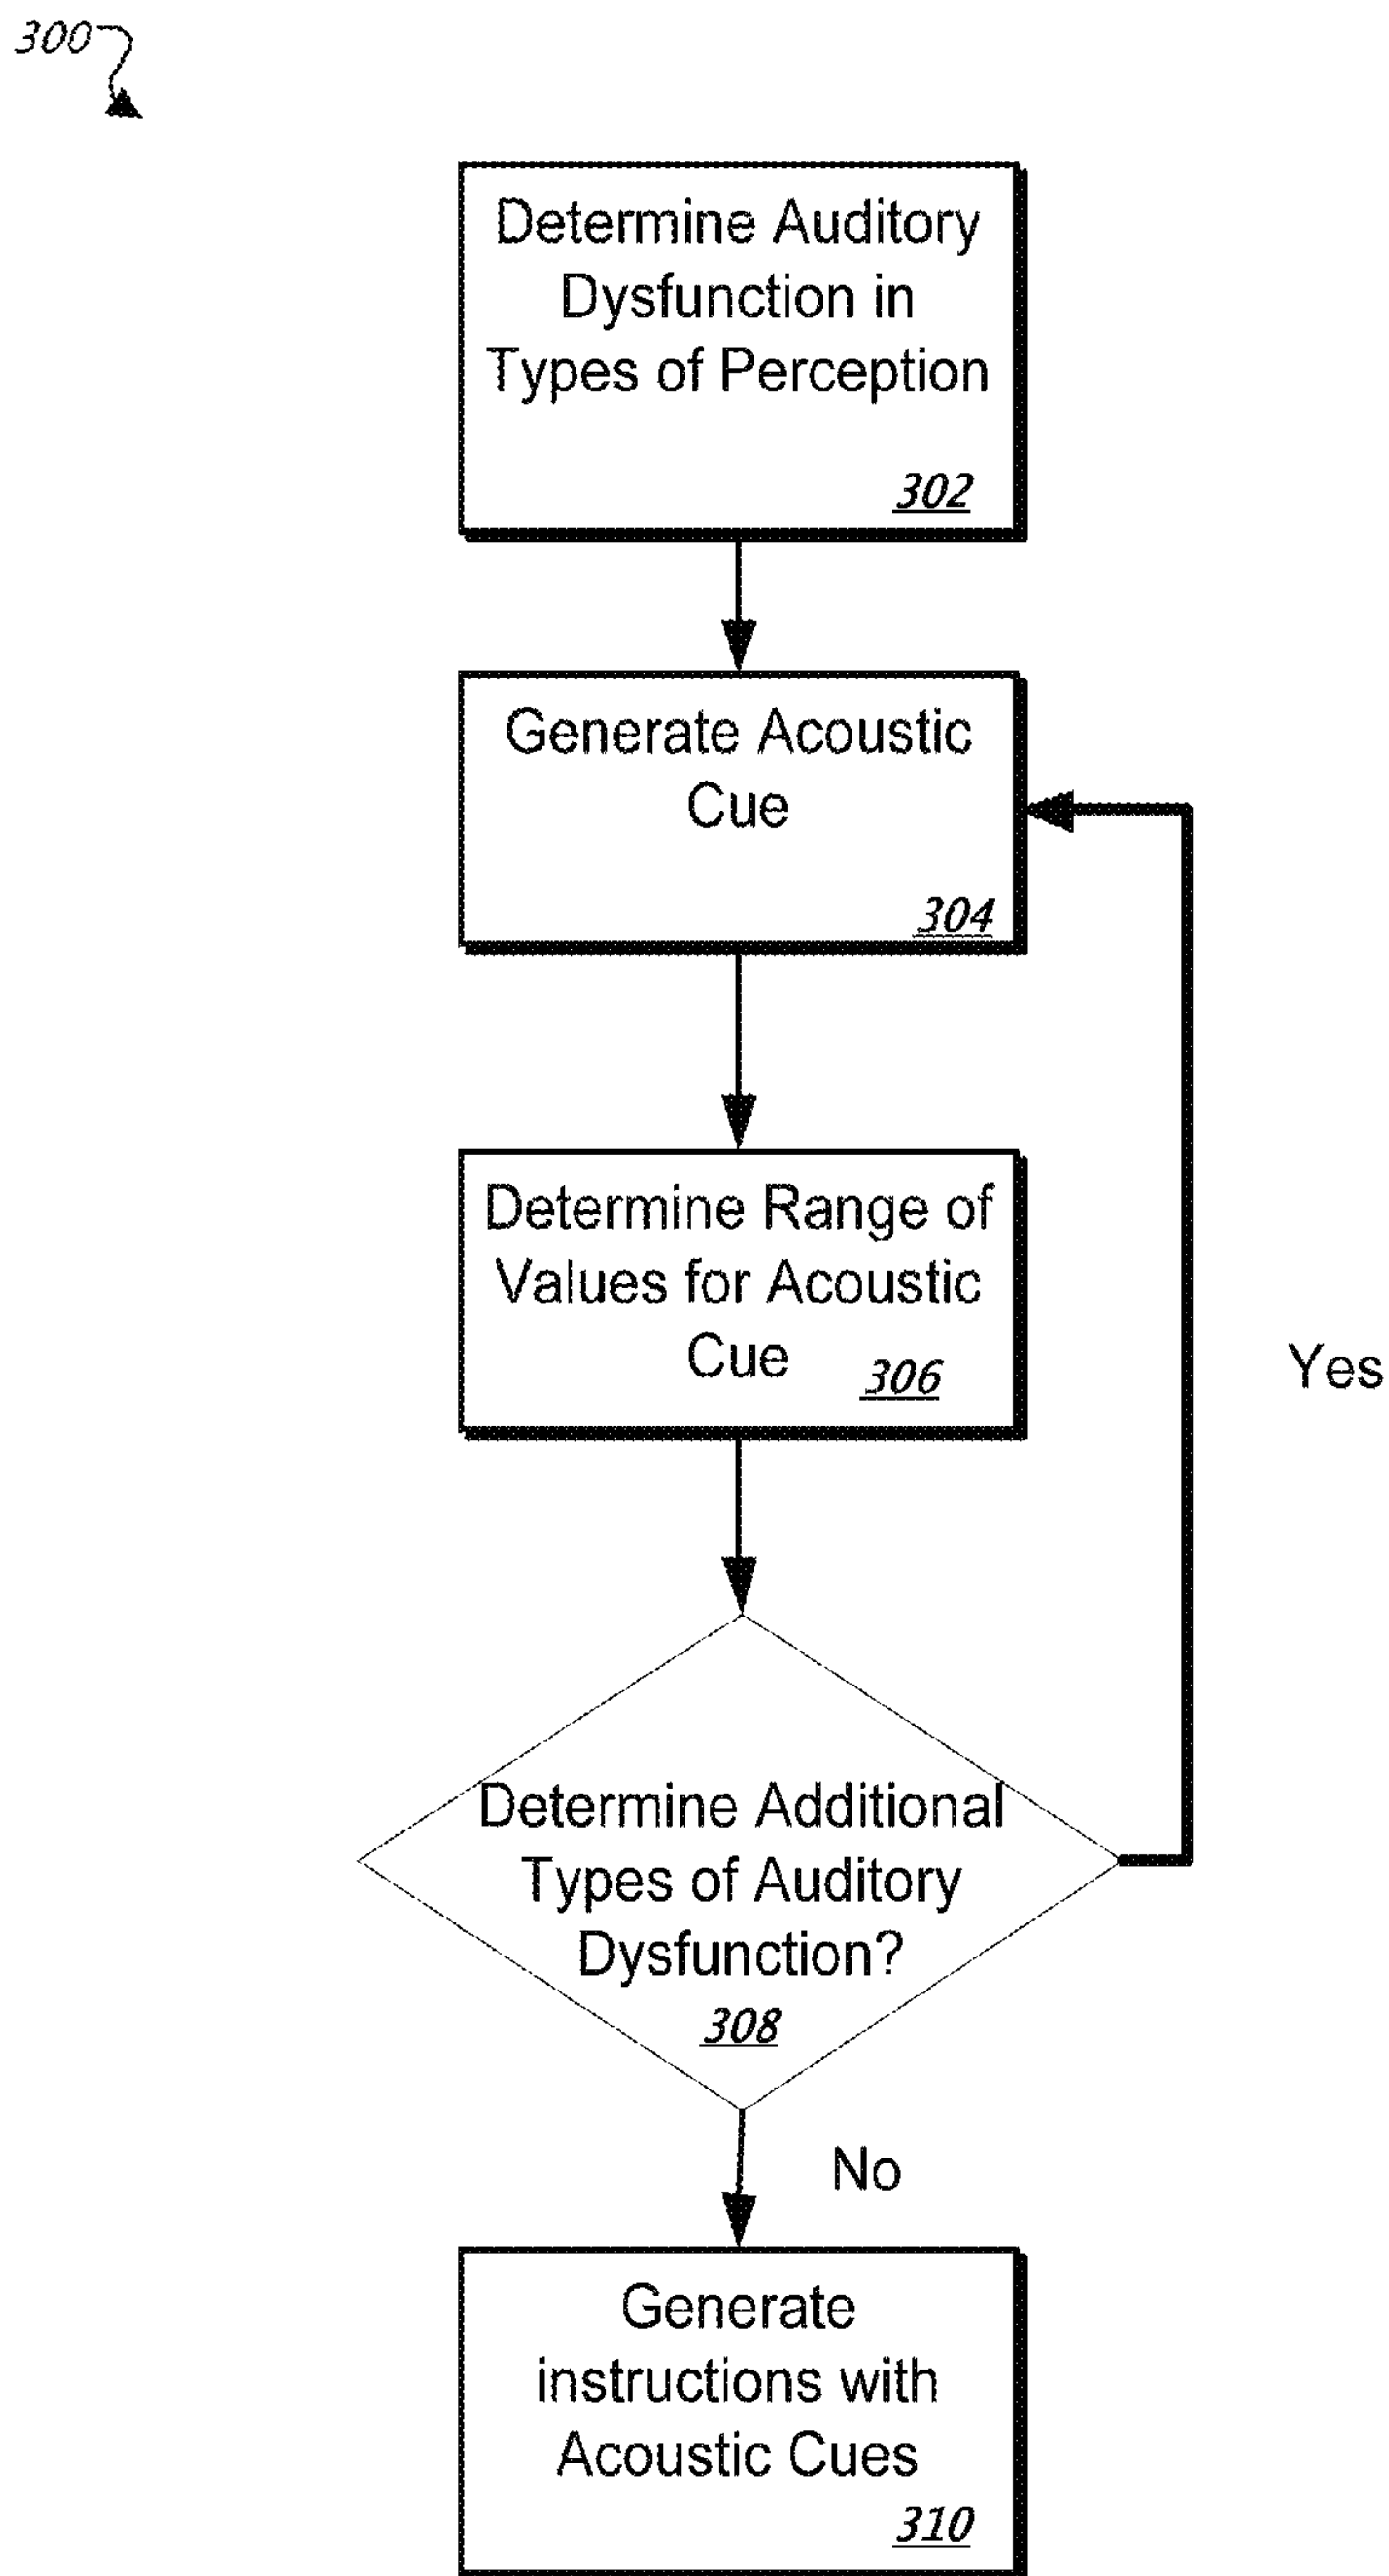 300
Determine Auditory
Dysfunction in
Types of Perception
302
Generate Acoustic
Cue
304
Determine Range of
Values for Acoustic
Cue 306
Yes
Determine Additional
Types of Auditory
Dysfunction?
308
No
Generate
instructions with
Acoustic Cues
310